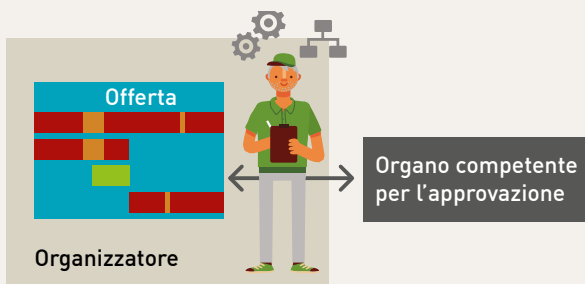 Offerta
Organo competente
per l'approvazione
Organizzatore